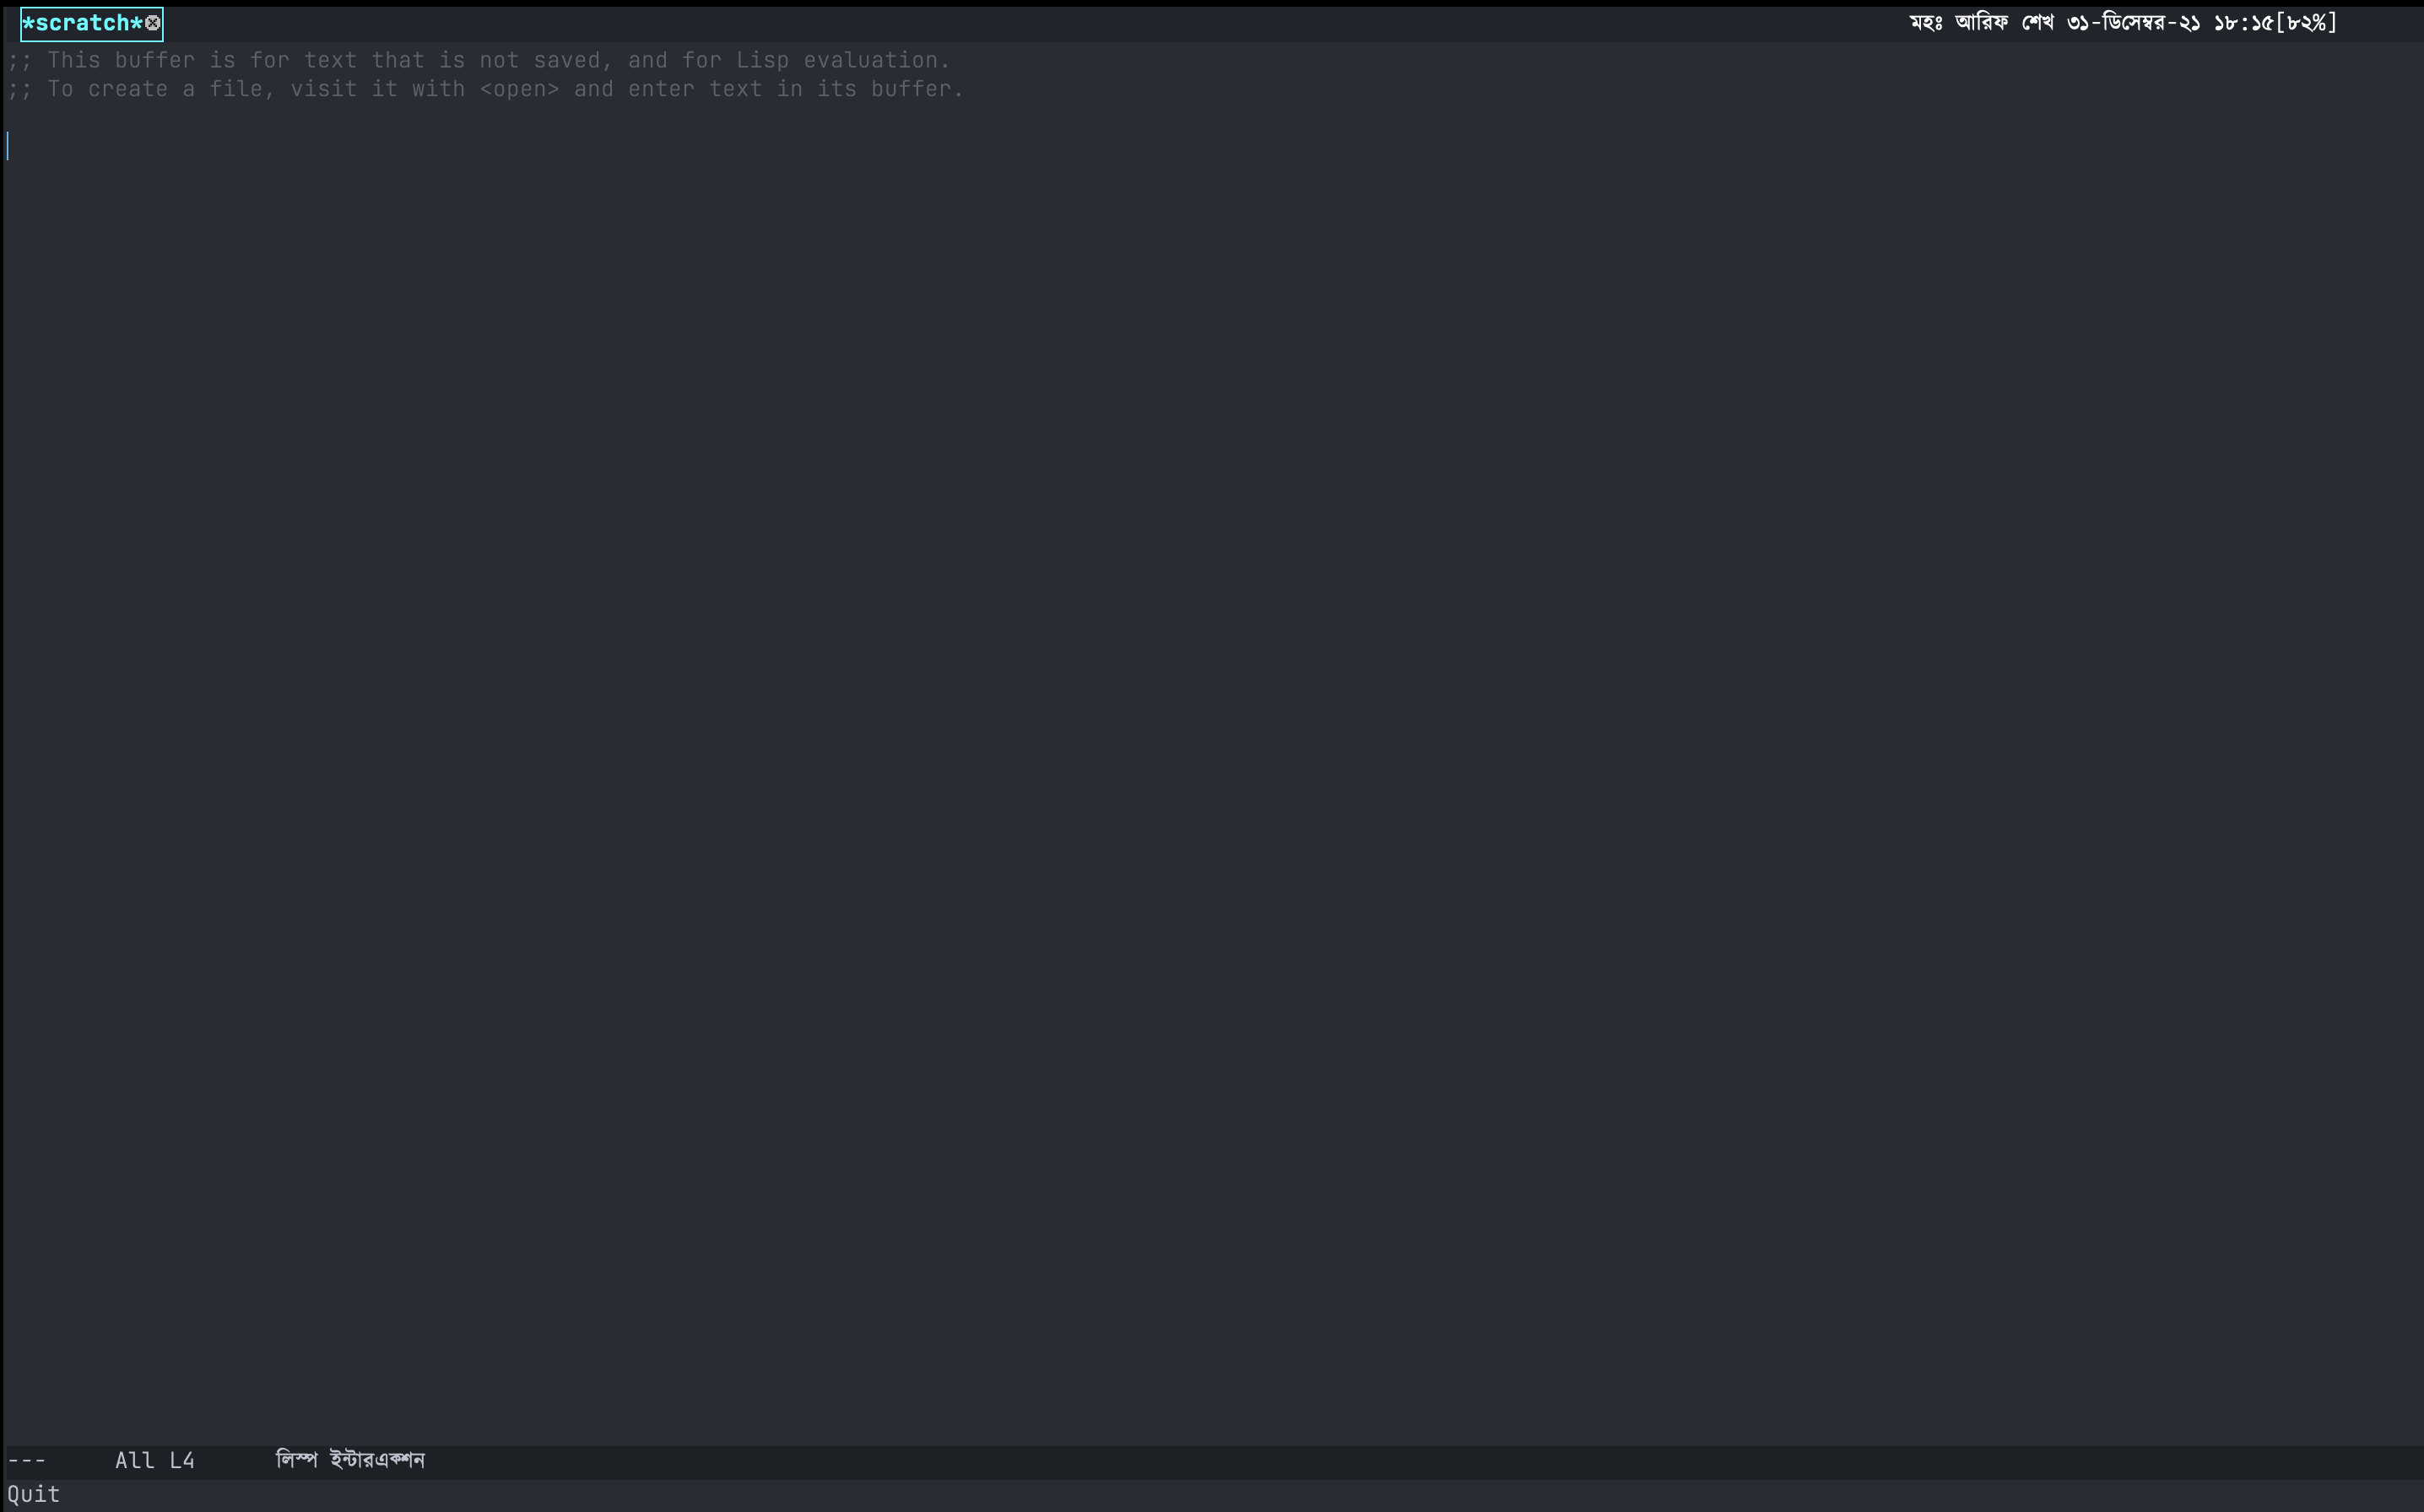 *scratch* মহঃ আরিফ শেখ ৩১-ডিসেম্বর-২১ ১৮:১৫[৮২%]
;; This buffer is for text that is not saved, and for Lisp evaluation.
;; To create a file, visit it with <open> and enter text in its buffer.
--- All L4 লিস্প ইন্টারএকশন
Quit